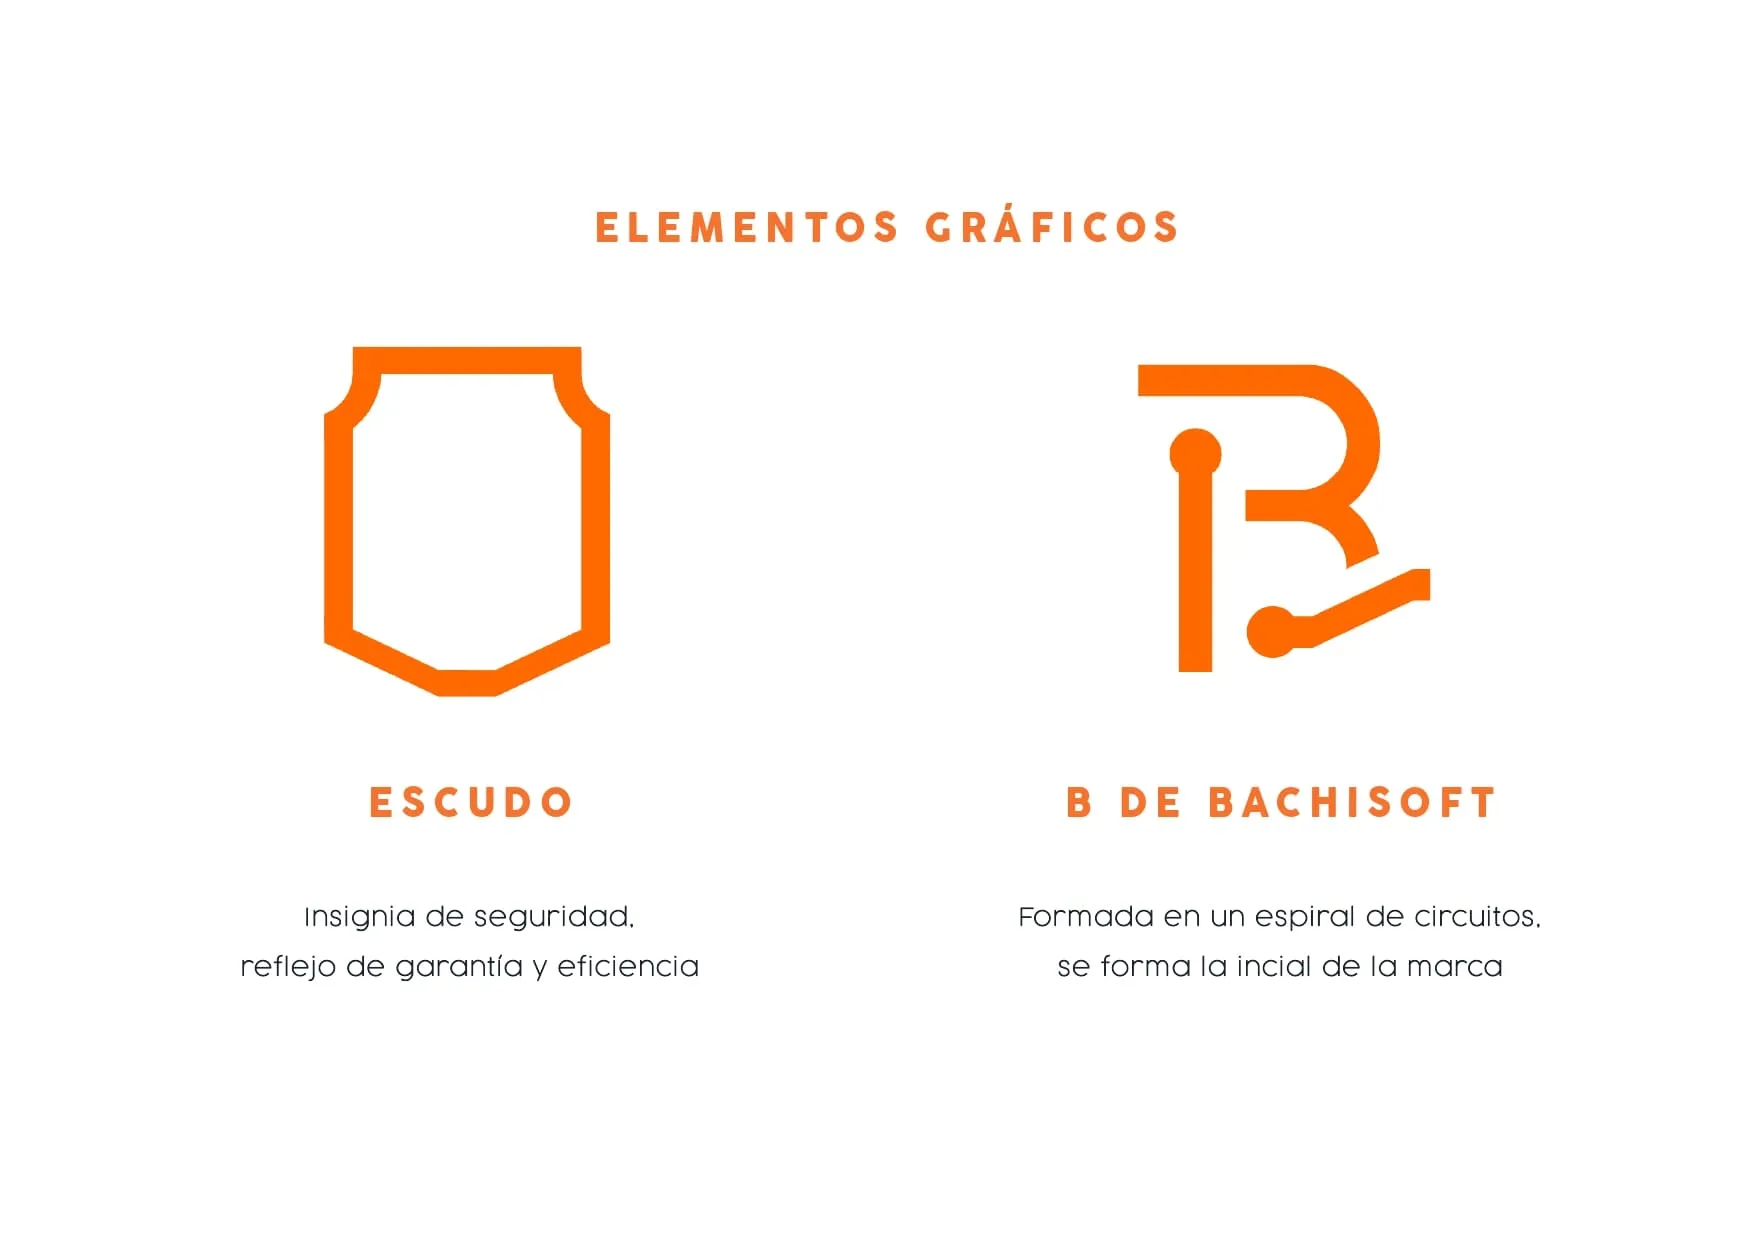 ELEMENTOS GRÁFICOS
ESCUDO
Insignia de seguridad,
reflejo de garantía y eficiencia
B DE BACHISOFT
Formada en un espiral de circuitos,
se forma la incial de la marca